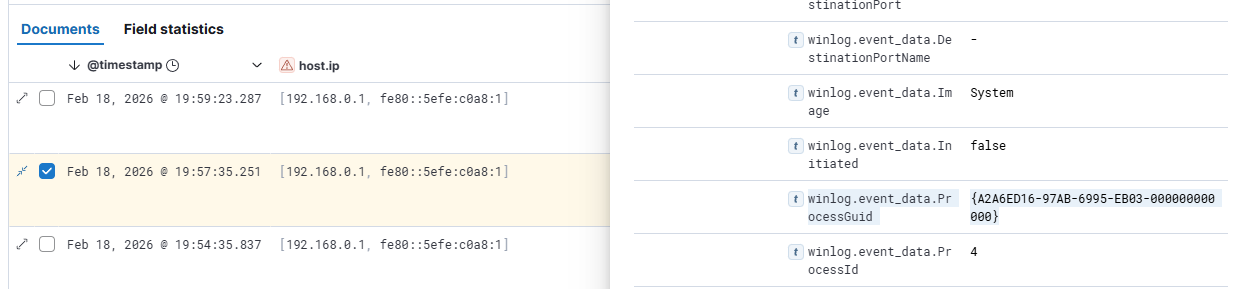 Documents
Field statistics
@timestamp
host.ip
Feb 18, 2026 @ 19:59:23.287
[192.168.0.1, fe80::5efe:c0a8:1]
Feb 18, 2026 @ 19:57:35.251
[192.168.0.1, fe80::5efe:c0a8:1]
Feb 18, 2026 @ 19:54:35.837
[192.168.0.1, fe80::5efe:c0a8:1]
stinationPort
t
winlog.event_data.De
stinationPortName
-
t
winlog.event_data.Im
age
System
t
winlog.event_data.In
itiated
false
t
winlog.event_data.Pr
ocessGuid
{A2A6ED16-97AB-6995-EB03-000000000
000}
t
winlog.event_data.Pr
ocessId
4